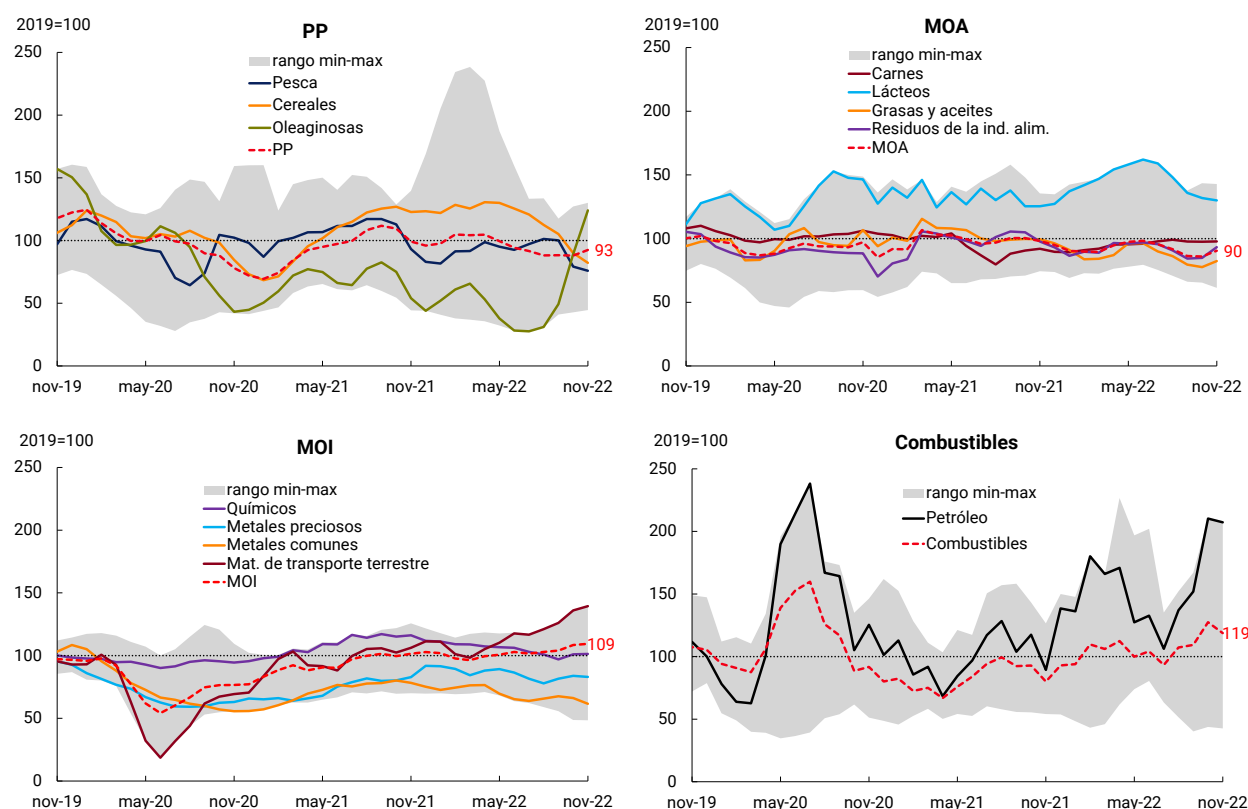 2019=100
PP
250
200
150
100
50
0
rango min-max
Pesca
Cereales
Oleaginosas
PP
93
nov-19
may-20
nov-20
may-21
nov-21
may-22
nov-22
2019=100
MOA
250
200
150
100
50
0
rango min-max
Carnes
Lácteos
Grasas y aceites
Residuos de la ind. alim.
MOA
90
nov-19
may-20
nov-20
may-21
nov-21
may-22
nov-22
2019=100
MOI
250
200
150
100
50
0
rango min-max
Químicos
Metales preciosos
Metales comunes
Mat. de transporte terrestre
MOI
109
nov-19
may-20
nov-20
may-21
nov-21
may-22
nov-22
2019=100
Combustibles
250
200
150
100
50
0
rango min-max
Petróleo
Combustibles
119
nov-19
may-20
nov-20
may-21
nov-21
may-22
nov-22